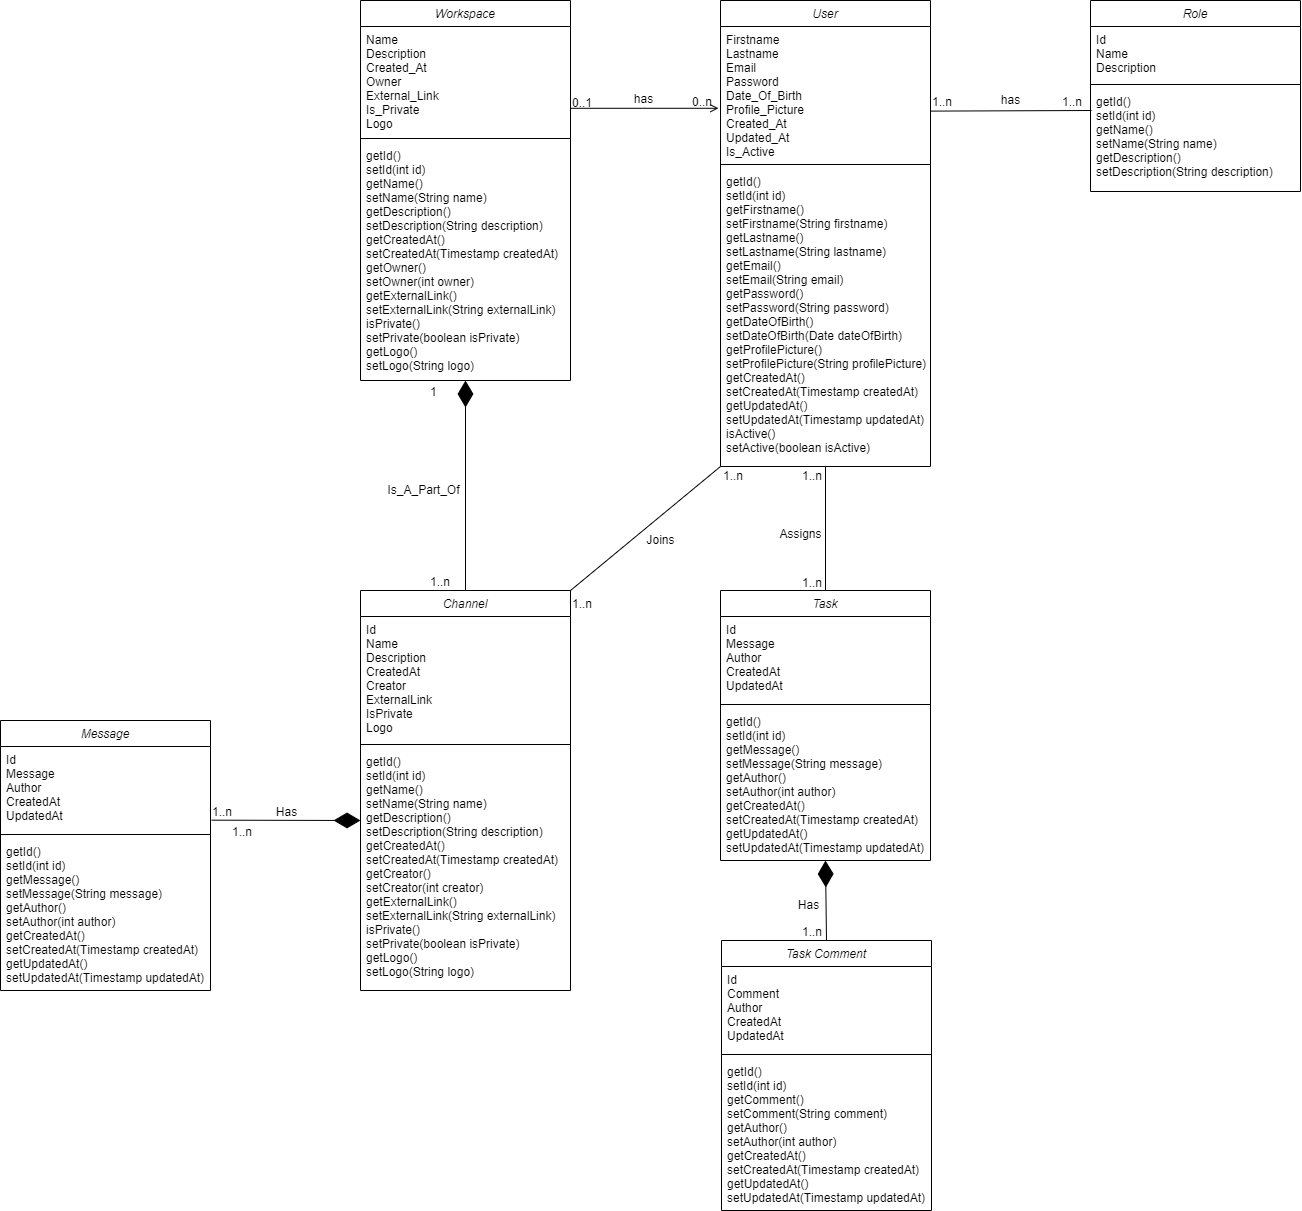 Workspace
Name
Description
Created_At
Owner
External_Link
Is_Private
Logo
getId()
setId(int id)
getName()
setName(String name)
getDescription()
setDescription(String description)
getCreatedAt()
setCreatedAt(Timestamp createdAt)
getOwner()
setOwner(int owner)
getExternalLink()
setExternalLink(String externalLink)
isPrivate()
setPrivate(boolean isPrivate)
getLogo()
setLogo(String logo)
0..1
has
0..n
User
Firstname
Lastname
Email
Password
Date_Of_Birth
Profile_Picture
Created_At
Updated_At
Is_Active
getId()
setId(int id)
getFirstname()
setFirstname(String firstname)
getLastname()
setLastname(String lastname)
getEmail()
setEmail(String email)
getPassword()
setPassword(String password)
getDateOfBirth()
setDateOfBirth(Date dateOfBirth)
getProfilePicture()
setProfilePicture(String profilePicture)
getCreatedAt()
setCreatedAt(Timestamp createdAt)
getUpdatedAt()
setUpdatedAt(Timestamp updatedAt)
isActive()
setActive(boolean isActive)
1..n
has
1..n
Role
Id
Name
Description
getId()
setId(int id)
getName()
setName(String name)
getDescription()
setDescription(String description)
1
Is_A_Part_Of
1..n
1..n
Joins
1..n
1..n
Assigns
1..n
Channel
Id
Name
Description
CreatedAt
Creator
ExternalLink
IsPrivate
Logo
getId()
setId(int id)
getName()
setName(String name)
getDescription()
setDescription(String description)
getCreatedAt()
setCreatedAt(Timestamp createdAt)
getCreator()
setCreator(int creator)
getExternalLink()
setExternalLink(String externalLink)
isPrivate()
setPrivate(boolean isPrivate)
getLogo()
setLogo(String logo)
Task
Id
Message
Author
CreatedAt
UpdatedAt
getId()
setId(int id)
getMessage()
setMessage(String message)
getAuthor()
setAuthor(int author)
getCreatedAt()
setCreatedAt(Timestamp createdAt)
getUpdatedAt()
setUpdatedAt(Timestamp updatedAt)
Message
Id
Message
Author
CreatedAt
UpdatedAt
getId()
setId(int id)
getMessage()
setMessage(String message)
getAuthor()
setAuthor(int author)
getCreatedAt()
setCreatedAt(Timestamp createdAt)
getUpdatedAt()
setUpdatedAt(Timestamp updatedAt)
1..n
Has
1..n
Has
1..n
Task Comment
Id
Comment
Author
CreatedAt
UpdatedAt
getId()
setId(int id)
getComment()
setComment(String comment)
getAuthor()
setAuthor(int author)
getCreatedAt()
setCreatedAt(Timestamp createdAt)
getUpdatedAt()
setUpdatedAt(Timestamp updatedAt)